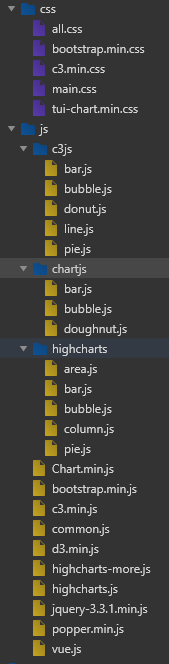 css
all.css
bootstrap.min.css
c3.min.css
main.css
tui-chart.min.css
js
c3js
bar.js
bubble.js
donut.js
line.js
pie.js
chartjs
bar.js
bubble.js
doughnut.js
highcharts
area.js
bar.js
bubble.js
column.js
pie.js
Chart.min.js
bootstrap.min.js
c3.min.js
common.js
d3.min.js
highcharts-more.js
highcharts.js
jquery-3.3.1.min.js
popper.min.js
vue.js